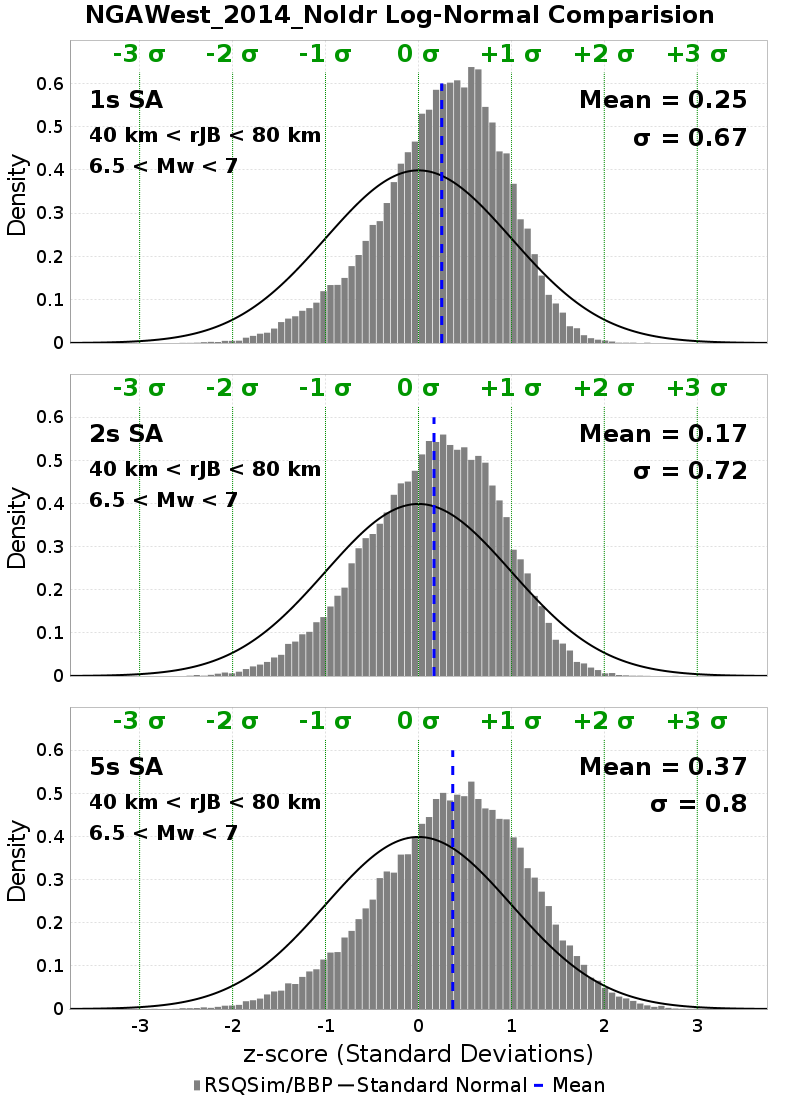 NGAWest_2014_NoIdr Log-Normal Comparision
-3 σ -2 σ -1 σ 0 σ +1 σ +2 σ +3 σ
0.6
1s SA Mean = 0.25
0.5
40 km < rJB < 80 km σ = 0.67
6.5 < Mw < 7
0.4
0.3
0.2
0.1
0
Density
-3 σ -2 σ -1 σ 0 σ +1 σ +2 σ +3 σ
0.6
2s SA Mean = 0.17
0.5
40 km < rJB < 80 km σ = 0.72
6.5 < Mw < 7
0.4
0.3
0.2
0.1
0
Density
-3 σ -2 σ -1 σ 0 σ +1 σ +2 σ +3 σ
0.6
5s SA Mean = 0.37
0.5
40 km < rJB < 80 km σ = 0.8
6.5 < Mw < 7
0.4
0.3
0.2
0.1
0
Density
-3 -2 -1 0 1 2 3
z-score (Standard Deviations)
RSQSim/BBP Standard Normal Mean